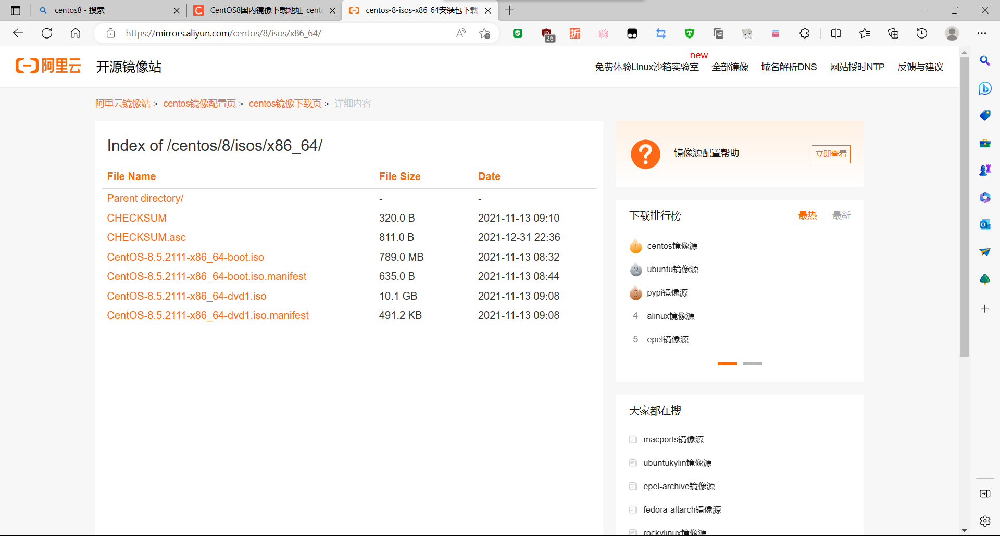 centos8 - 搜索
CentOS8国内镜像下载地址_cent
centos-8-isos-x86_64安装包下载
https://mirrors.aliyun.com/centos/8/isos/x86_64/
26
折
阿里云
开源镜像站
new
免费体验Linux沙箱实验室
全部镜像
域名解析DNS
网站授时NTP
反馈与建议
阿里云镜像站 > centos镜像配置页 > centos镜像下载页 > 详细内容
Index of /centos/8/isos/x86_64/
File Name File Size Date
Parent directory/ - -
CHECKSUM 320.0 B 2021-11-13 09:10
CHECKSUM.asc 811.0 B 2021-12-31 22:36
CentOS-8.5.2111-x86_64-boot.iso 789.0 MB 2021-11-13 08:32
CentOS-8.5.2111-x86_64-boot.iso.manifest 635.0 B 2021-11-13 08:44
CentOS-8.5.2111-x86_64-dvd1.iso 10.1 GB 2021-11-13 09:08
CentOS-8.5.2111-x86_64-dvd1.iso.manifest 491.2 KB 2021-11-13 09:08
镜像源配置帮助
立即查看
下载排行榜
最热 | 最新
1 centos镜像源
2 ubuntu镜像源
3 pypi镜像源
4 alinux镜像源
5 epel镜像源
大家都在搜
macports镜像源
ubuntukylin镜像源
epel-archive镜像源
fedora-altarch镜像源
rockylinux镜像源